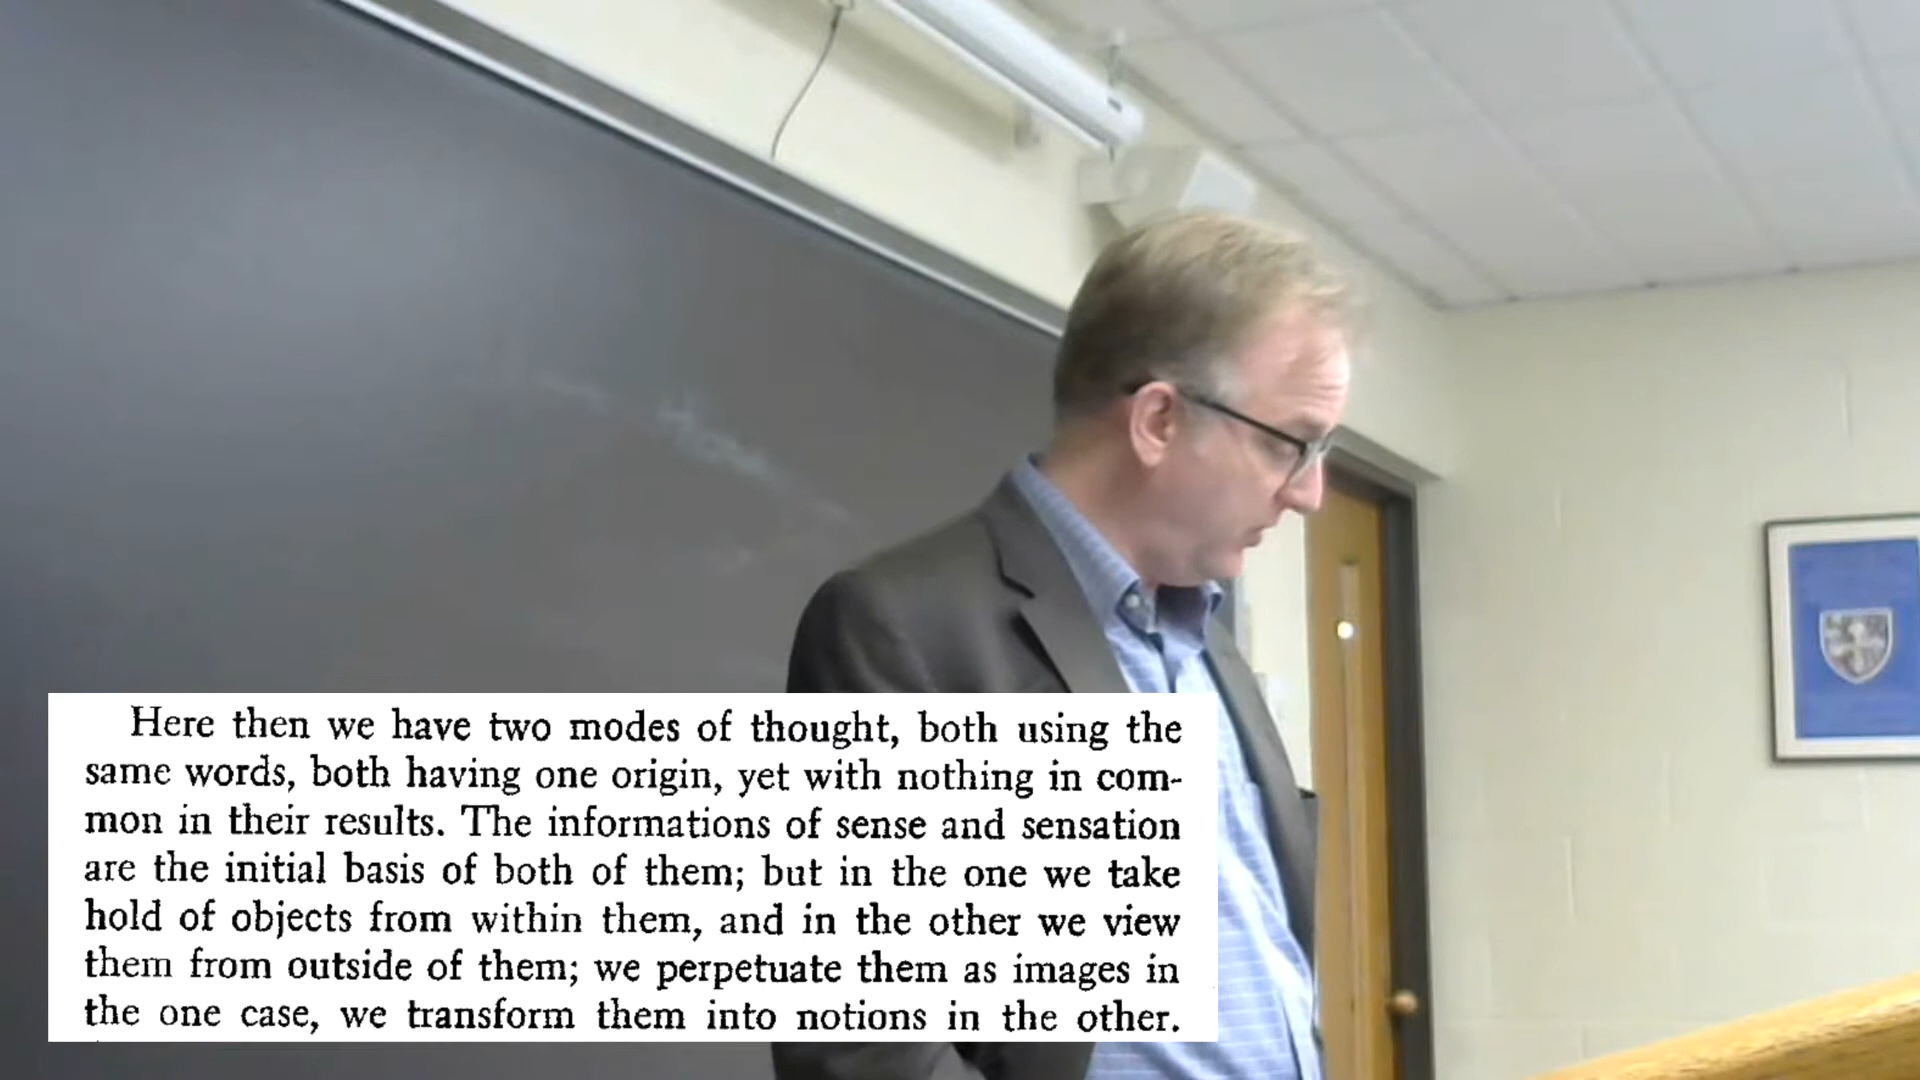 Here then we have two modes of thought, both using the
same words, both having one origin, yet with nothing in com-
mon in their results. The informations of sense and sensation
are the initial basis of both of them; but in the one we take
hold of objects from within them, and in the other we view
them from outside of them; we perpetuate them as images in
the one case, we transform them into notions in the other.